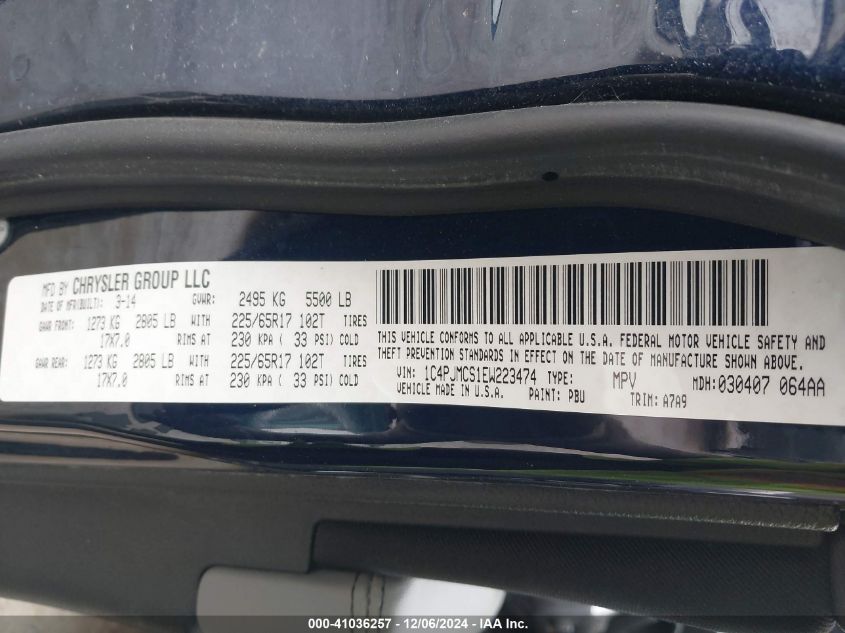 MFD BY CHRYSLER GROUP LLC
DATE OF MFR(BUILT): 3-14 GVWR: 2495 KG 5500 LB
GAWR FRONT: 1273 KG 2805 LB WITH 225/65R17 102T TIRES
17X7.0 RIMS AT 230 KPA ( 33 PSI) COLD
GAWR REAR: 1273 KG 2805 LB WITH 225/65R17 102T TIRES
17X7.0 RIMS AT 230 KPA ( 33 PSI) COLD
THIS VEHICLE CONFORMS TO ALL APPLICABLE U.S.A. FEDERAL MOTOR VEHICLE SAFETY AND
THEFT PREVENTION STANDARDS IN EFFECT ON THE DATE OF MANUFACTURE SHOWN ABOVE.
VIN: 1C4PJMCS1EW223474 TYPE: MPV MDH:030407 064AA
VEHICLE MADE IN U.S.A. PAINT: PBU TRIM: A7A9
000-41036257 - 12/06/2024 - IAA Inc.